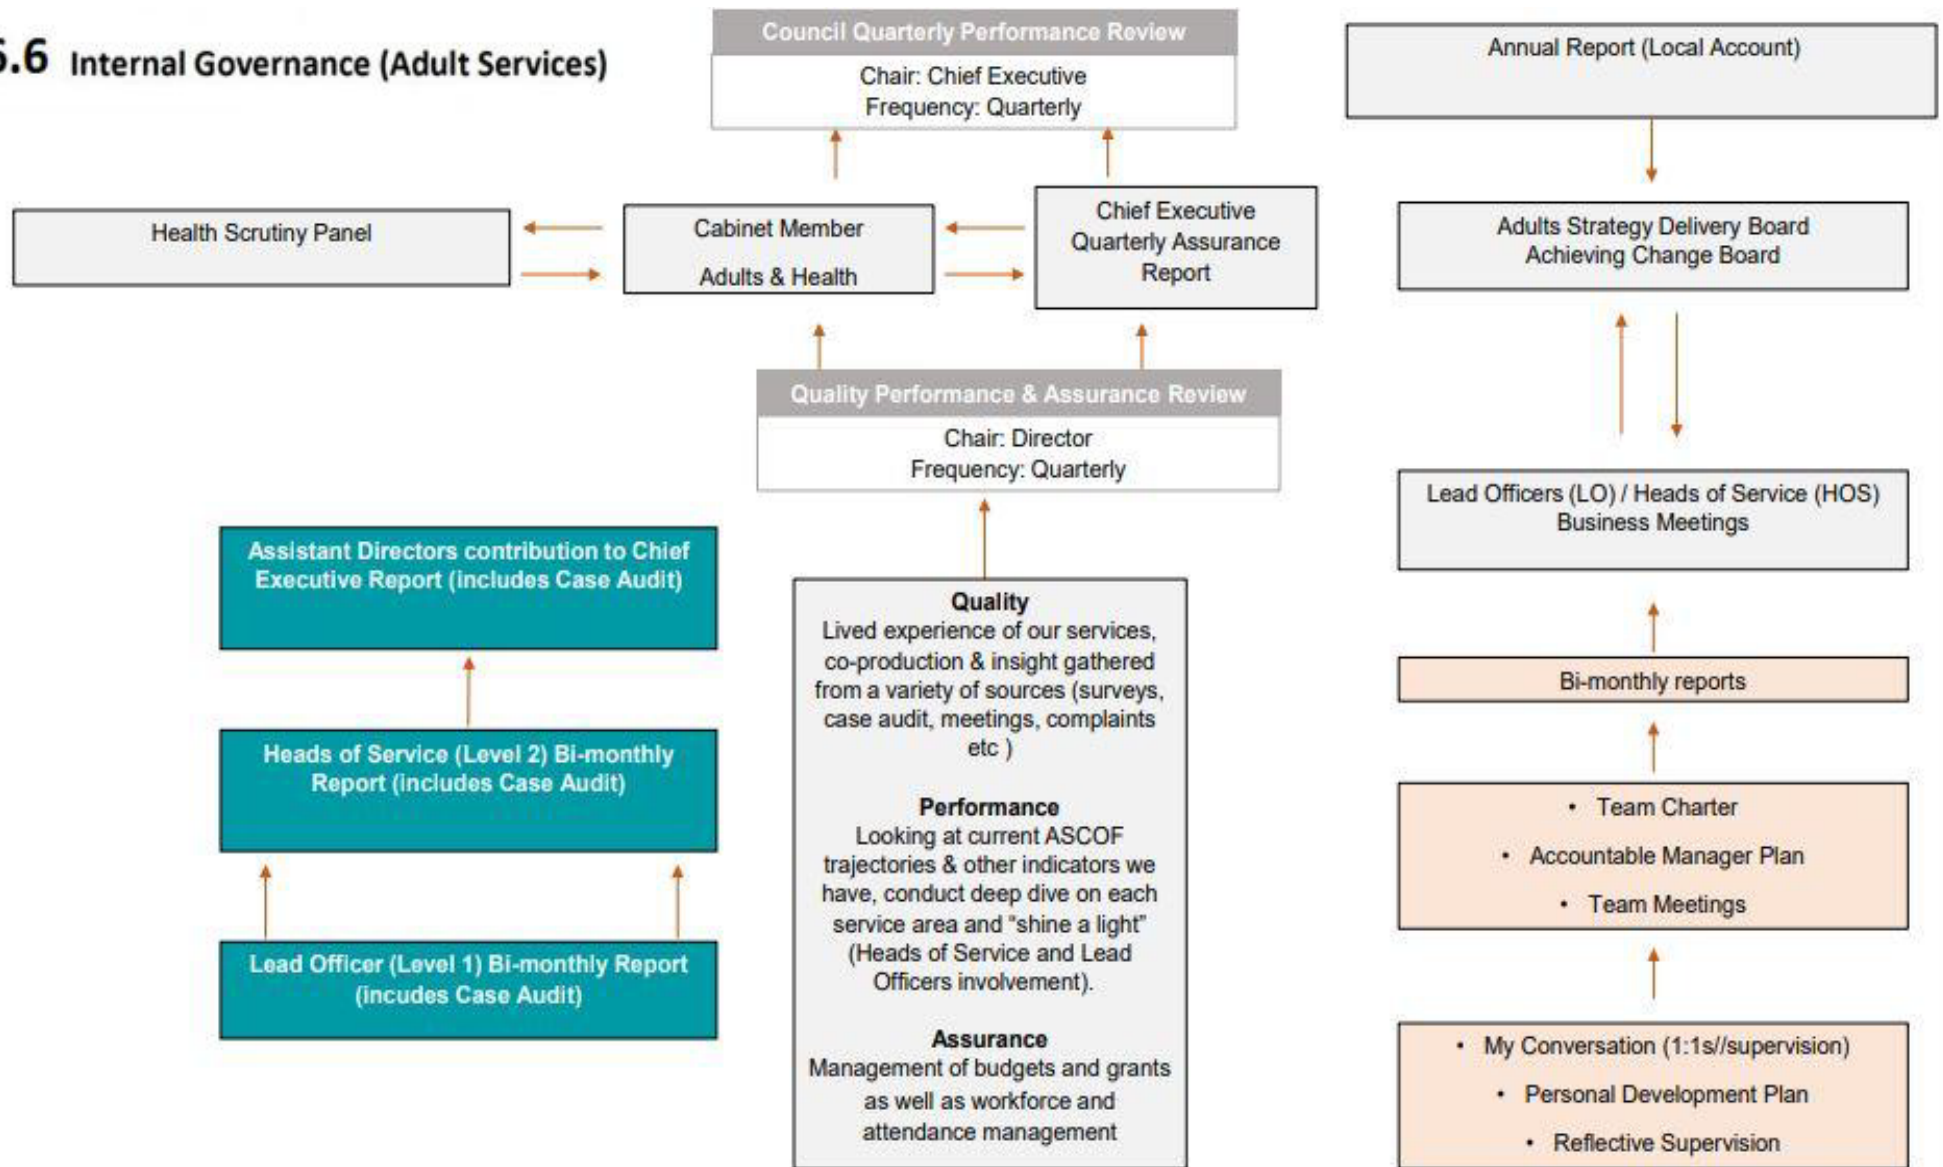 5.6 Internal Governance (Adult Services)
Council Quarterly Performance Review
Chair: Chief Executive
Frequency: Quarterly
Annual Report (Local Account)
Health Scrutiny Panel
Cabinet Member
Adults & Health
Chief Executive
Quarterly Assurance
Report
Adults Strategy Delivery Board
Achieving Change Board
Quality Performance & Assurance Review
Chair: Director
Frequency: Quarterly
Lead Officers (LO) / Heads of Service (HOS)
Business Meetings
Assistant Directors contribution to Chief
Executive Report (includes Case Audit)
Heads of Service (Level 2) Bi-monthly
Report (includes Case Audit)
Lead Officer (Level 1) Bi-monthly Report
(incudes Case Audit)
Quality
Lived experience of our services,
co-production & insight gathered
from a variety of sources (surveys,
case audit, meetings, complaints
etc )
Performance
Looking at current ASCOF
trajectories & other indicators we
have, conduct deep dive on each
service area and “shine a light”
(Heads of Service and Lead
Officers involvement).
Assurance
Management of budgets and grants
as well as workforce and
attendance management
Bi-monthly reports
• Team Charter
• Accountable Manager Plan
• Team Meetings
• My Conversation (1:1s//supervision)
• Personal Development Plan
• Reflective Supervision